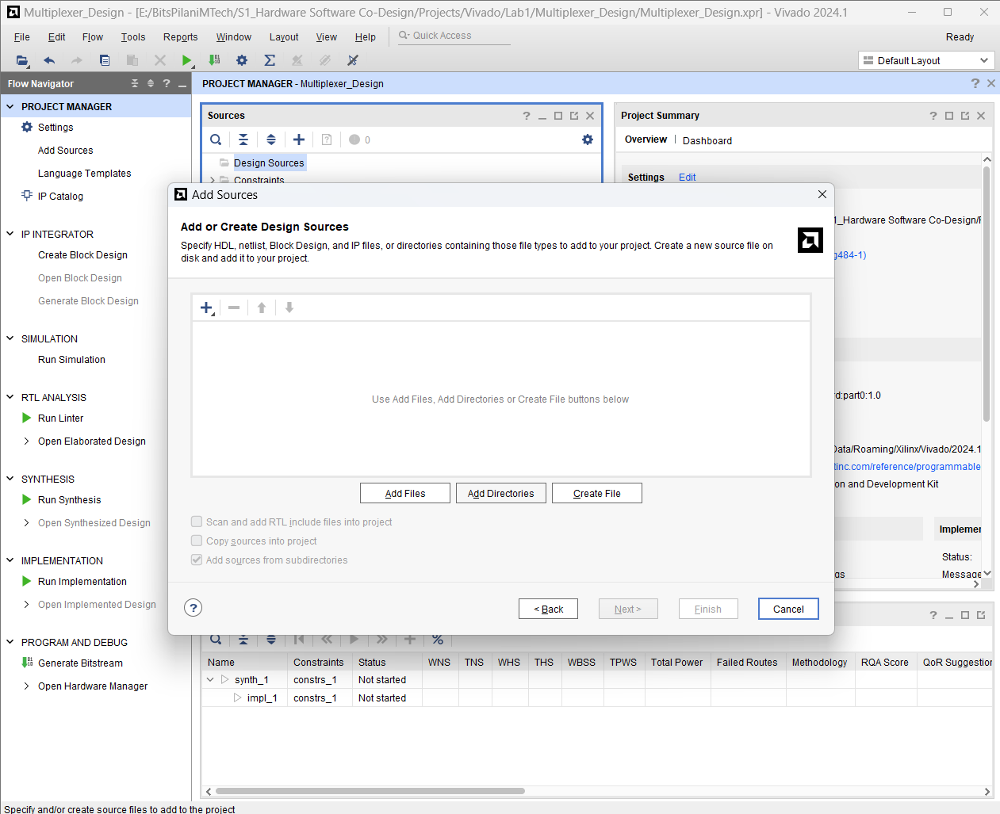 Multiplexer_Design - [E:/BitsPilaniMTech/S1_Hardware Software Co-Design/Projects/Vivado/Lab1/Multiplexer_Design/Multiplexer_Design.xpr] - Vivado 2024.1
File Edit Flow Tools Reports Window Layout View Help Quick Access Ready
Default Layout
Flow Navigator
PROJECT MANAGER - Multiplexer_Design
PROJECT MANAGER
Settings
Add Sources
Language Templates
IP Catalog
IP INTEGRATOR
Create Block Design
Open Block Design
Generate Block Design
SIMULATION
Run Simulation
RTL ANALYSIS
Run Linter
Open Elaborated Design
SYNTHESIS
Run Synthesis
Open Synthesized Design
IMPLEMENTATION
Run Implementation
Open Implemented Design
PROGRAM AND DEBUG
Generate Bitstream
Open Hardware Manager
Sources
0
Design Sources
Constraints
Project Summary
Overview | Dashboard
Settings Edit
1_Hardware Software Co-Design/
g484-1)
d:part0:1.0
Data/Roaming/Xilinx/Vivado/2024.1
tinc.com/reference/programmable
on and Development Kit
Implemen
Status:
gs Message
Add Sources
Add or Create Design Sources
Specify HDL, netlist, Block Design, and IP files, or directories containing those file types to add to your project. Create a new source file on
disk and add it to your project.
Use Add Files, Add Directories or Create File buttons below
Add Files Add Directories Create File
Scan and add RTL include files into project
Copy sources into project
Add sources from subdirectories
? < Back Next > Finish Cancel
Name Constraints Status WNS TNS WHS THS WBSS TPWS Total Power Failed Routes Methodology RQA Score QoR Suggestion
synth_1 constrs_1 Not started
impl_1 constrs_1 Not started
Specify and/or create source files to add to the project